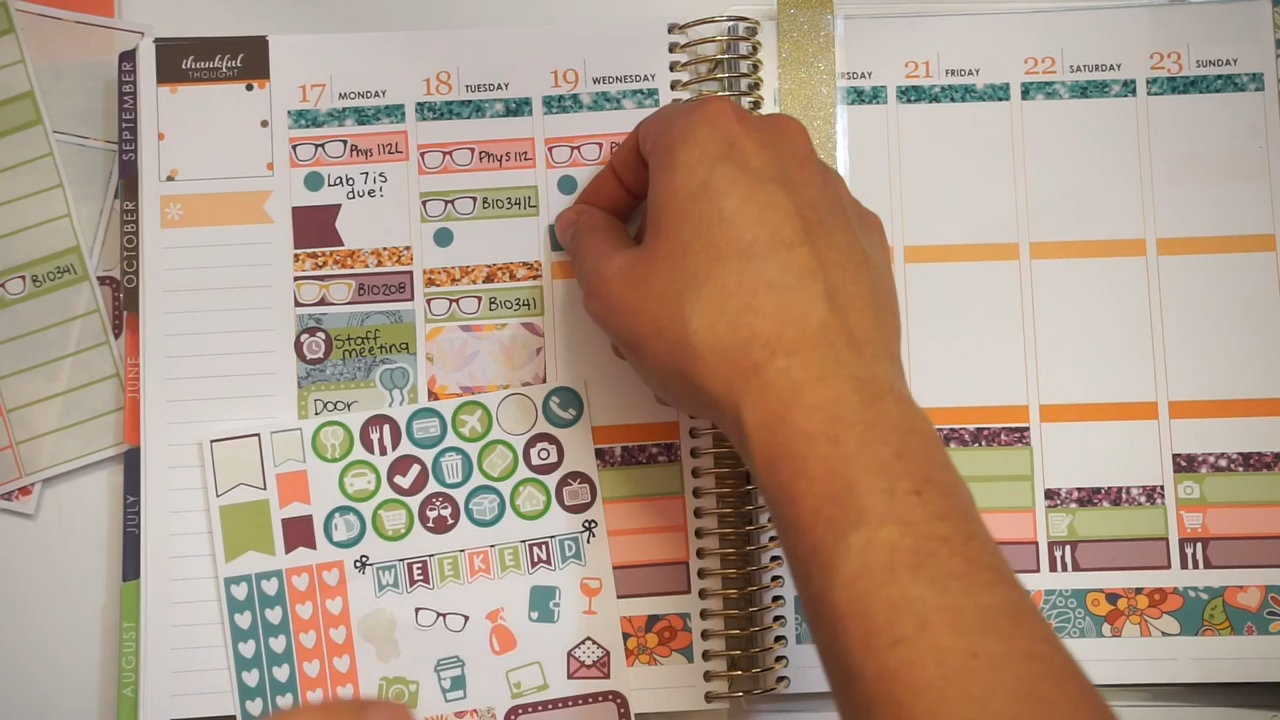 thankful
THOUGHT
17 MONDAY
18 TUESDAY
19 WEDNESDAY
21 FRIDAY
22 SATURDAY
23 SUNDAY
Phys 112L
Lab 7 is
due!
BIO208
Staff
meeting
Door
Phys 112
BIO341L
BIO341
BIO341
SEPTEMBER
OCTOBER
JUNE
JULY
AUGUST
WEEKEND